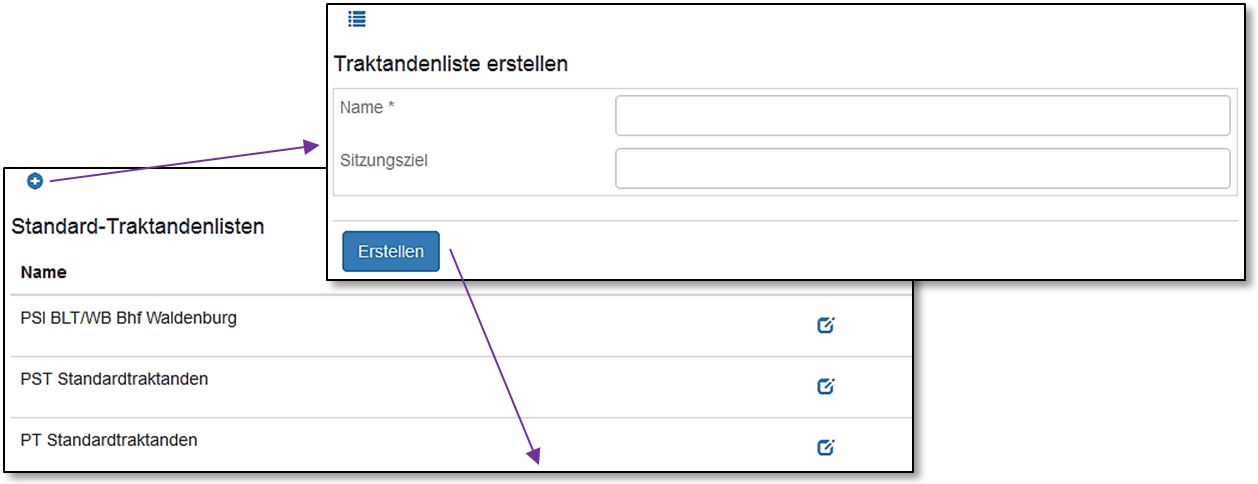 Traktandenliste erstellen
Name *
Sitzungsziel
Erstellen
Standard-Traktandenlisten
Name
PSI BLT/WB Bhf Waldenburg
PST Standardtraktanden
PT Standardtraktanden